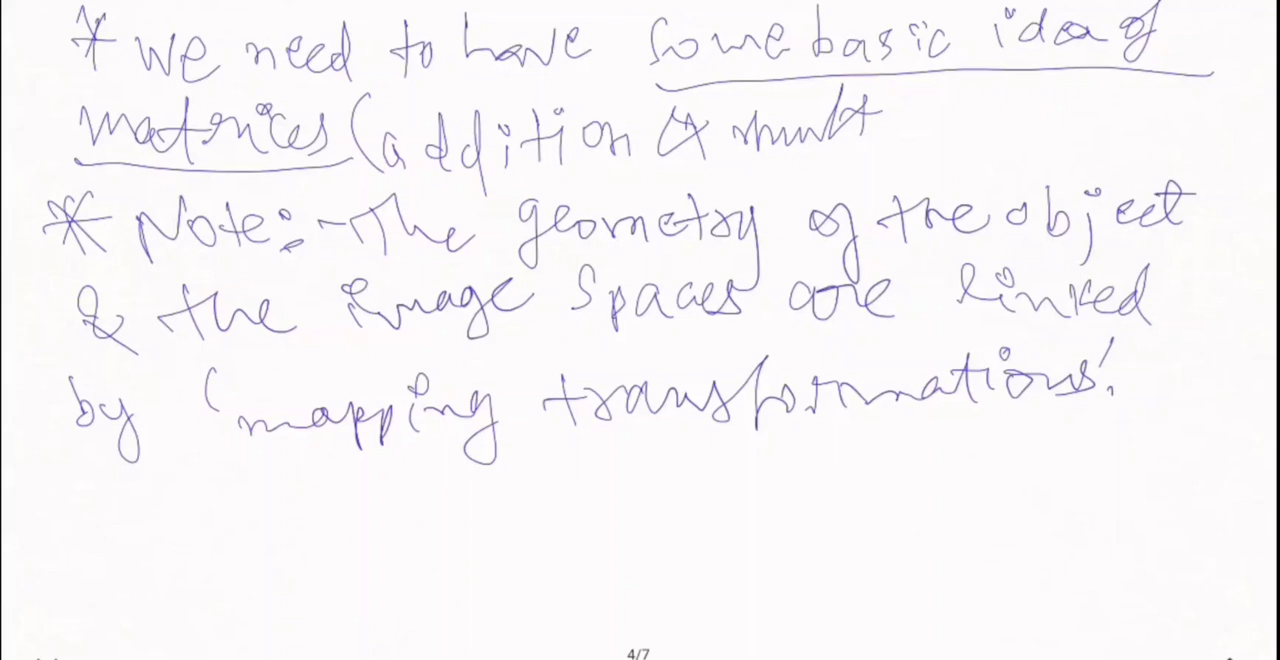 * we need to have some basic idea of
matrices (addition & mult
* Note:- The geometry of the object
& the image spaces are linked
by 'mapping transformations'.
4/7